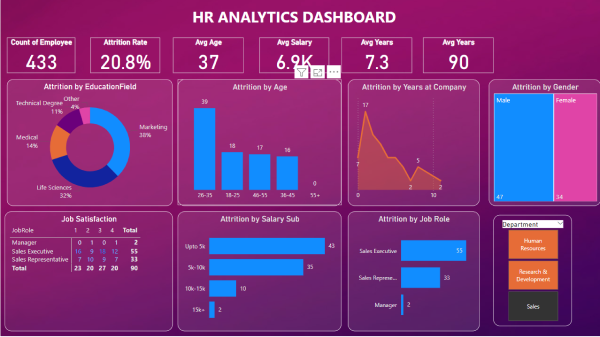 HR ANALYTICS DASHBOARD
Count of Employee
433
Attrition Rate
20.8%
Avg Age
37
Avg Salary
6.9K
Avg Years
7.3
Avg Years
90
Attrition by EducationField
Other
4%
Technical Degree
11%
Medical
14%
Life Sciences
32%
Marketing
38%
Attrition by Age
39
18
17
16
0
26-35
18-25
46-55
36-45
55+
Attrition by Years at Company
17
7
5
2
2
0
10
Attrition by Gender
Male
Female
47
34
Job Satisfaction
JobRole 1 2 3 4 Total
Manager 0 1 0 1 2
Sales Executive 16 9 16 12 55
Sales Representative 7 10 9 7 33
Total 23 20 27 20 90
Attrition by Salary Sub
Upto 5k 43
5k-10k 35
10k-15k 10
15k+ 2
Attrition by Job Role
Sales Executive 55
Sales Represe... 33
Manager 2
Department
Human
Resources
Research &
Development
Sales